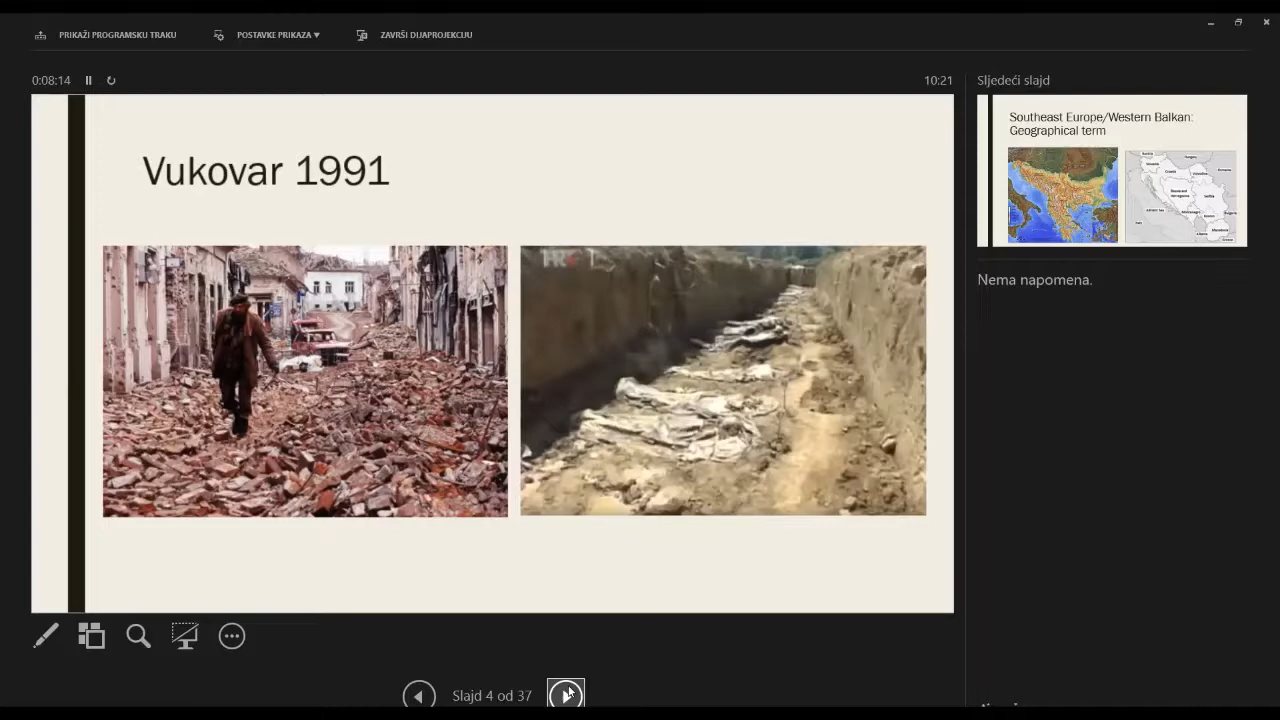 PRIKAŽI PROGRAMSKU TRAKU
POSTAVKE PRIKAZA
ZAVRŠI DIJAPROJEKCIJU
0:08:14
10:21
Vukovar 1991
Sljedeći slajd
Southeast Europe/Western Balkan:
Geographical term
Nema napomena.
Slajd 4 od 37